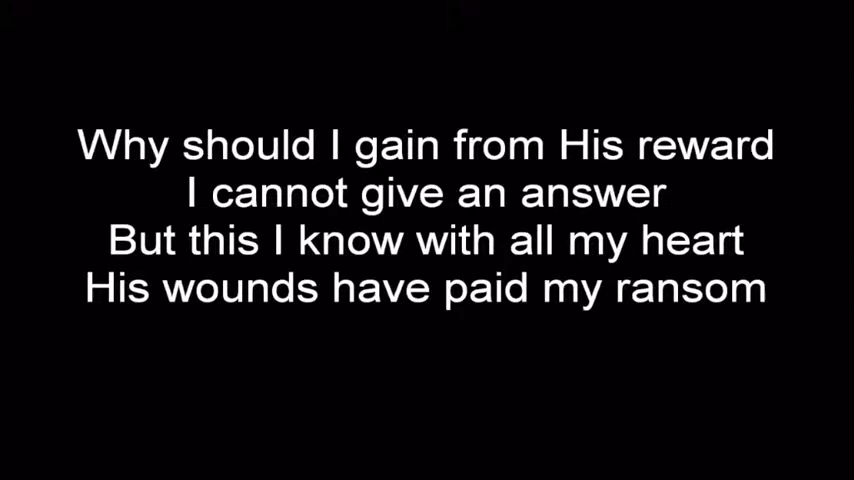 Why should I gain from His reward
I cannot give an answer
But this I know with all my heart
His wounds have paid my ransom